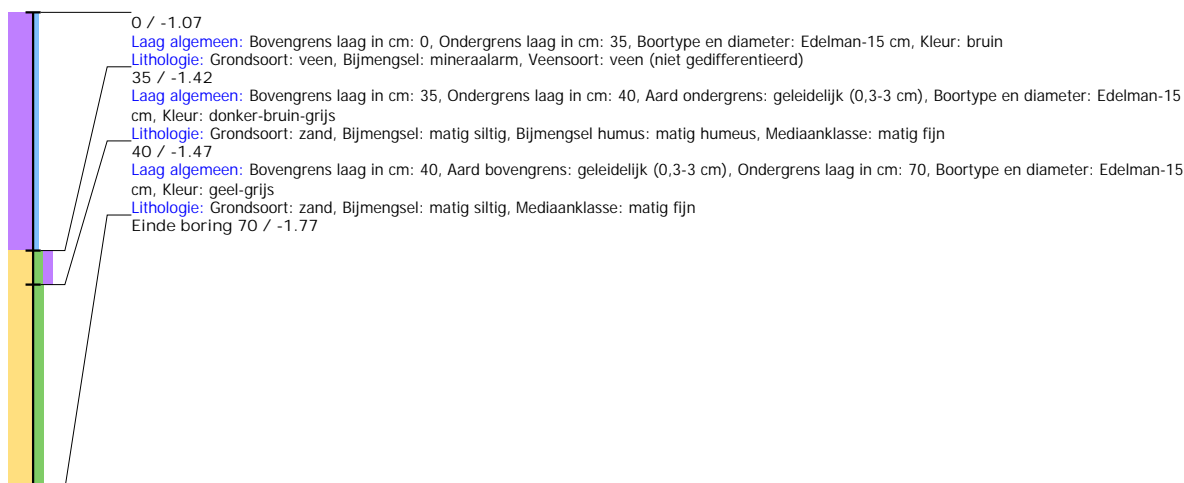 0 / -1.07
Laag algemeen: Bovengrens laag in cm: 0, Ondergrens laag in cm: 35, Boortype en diameter: Edelman-15 cm, Kleur: bruin
Lithologie: Grondsoort: veen, Bijmengsel: mineraalarm, Veensoort: veen (niet gedifferentieerd)
35 / -1.42
Laag algemeen: Bovengrens laag in cm: 35, Ondergrens laag in cm: 40, Aard ondergrens: geleidelijk (0,3-3 cm), Boortype en diameter: Edelman-15
cm, Kleur: donker-bruin-grijs
Lithologie: Grondsoort: zand, Bijmengsel: matig siltig, Bijmengsel humus: matig humeus, Mediaanklasse: matig fijn
40 / -1.47
Laag algemeen: Bovengrens laag in cm: 40, Aard bovengrens: geleidelijk (0,3-3 cm), Ondergrens laag in cm: 70, Boortype en diameter: Edelman-15
cm, Kleur: geel-grijs
Lithologie: Grondsoort: zand, Bijmengsel: matig siltig, Mediaanklasse: matig fijn
Einde boring 70 / -1.77